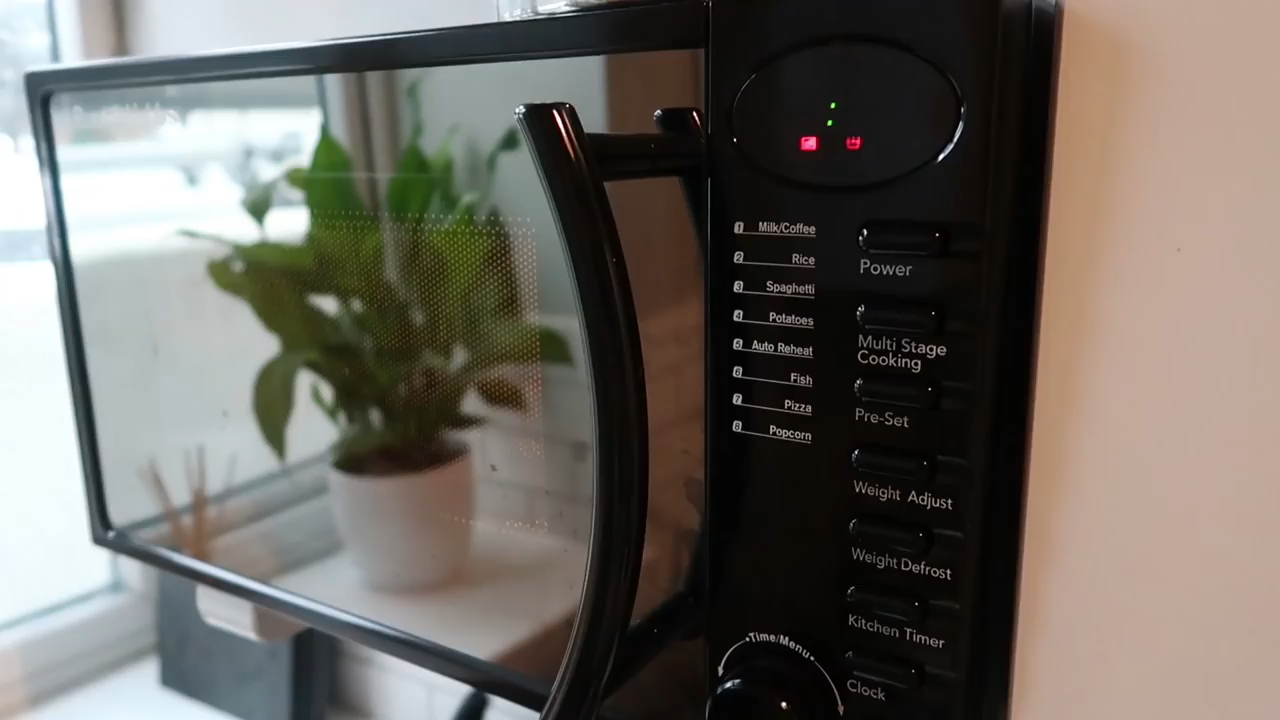 1 Milk/Coffee
2 Rice
3 Spaghetti
4 Potatoes
5 Auto Reheat
6 Fish
7 Pizza
8 Popcorn
Power
Multi Stage
Cooking
Pre-Set
Weight Adjust
Weight Defrost
Kitchen Timer
Clock
Time/Menu